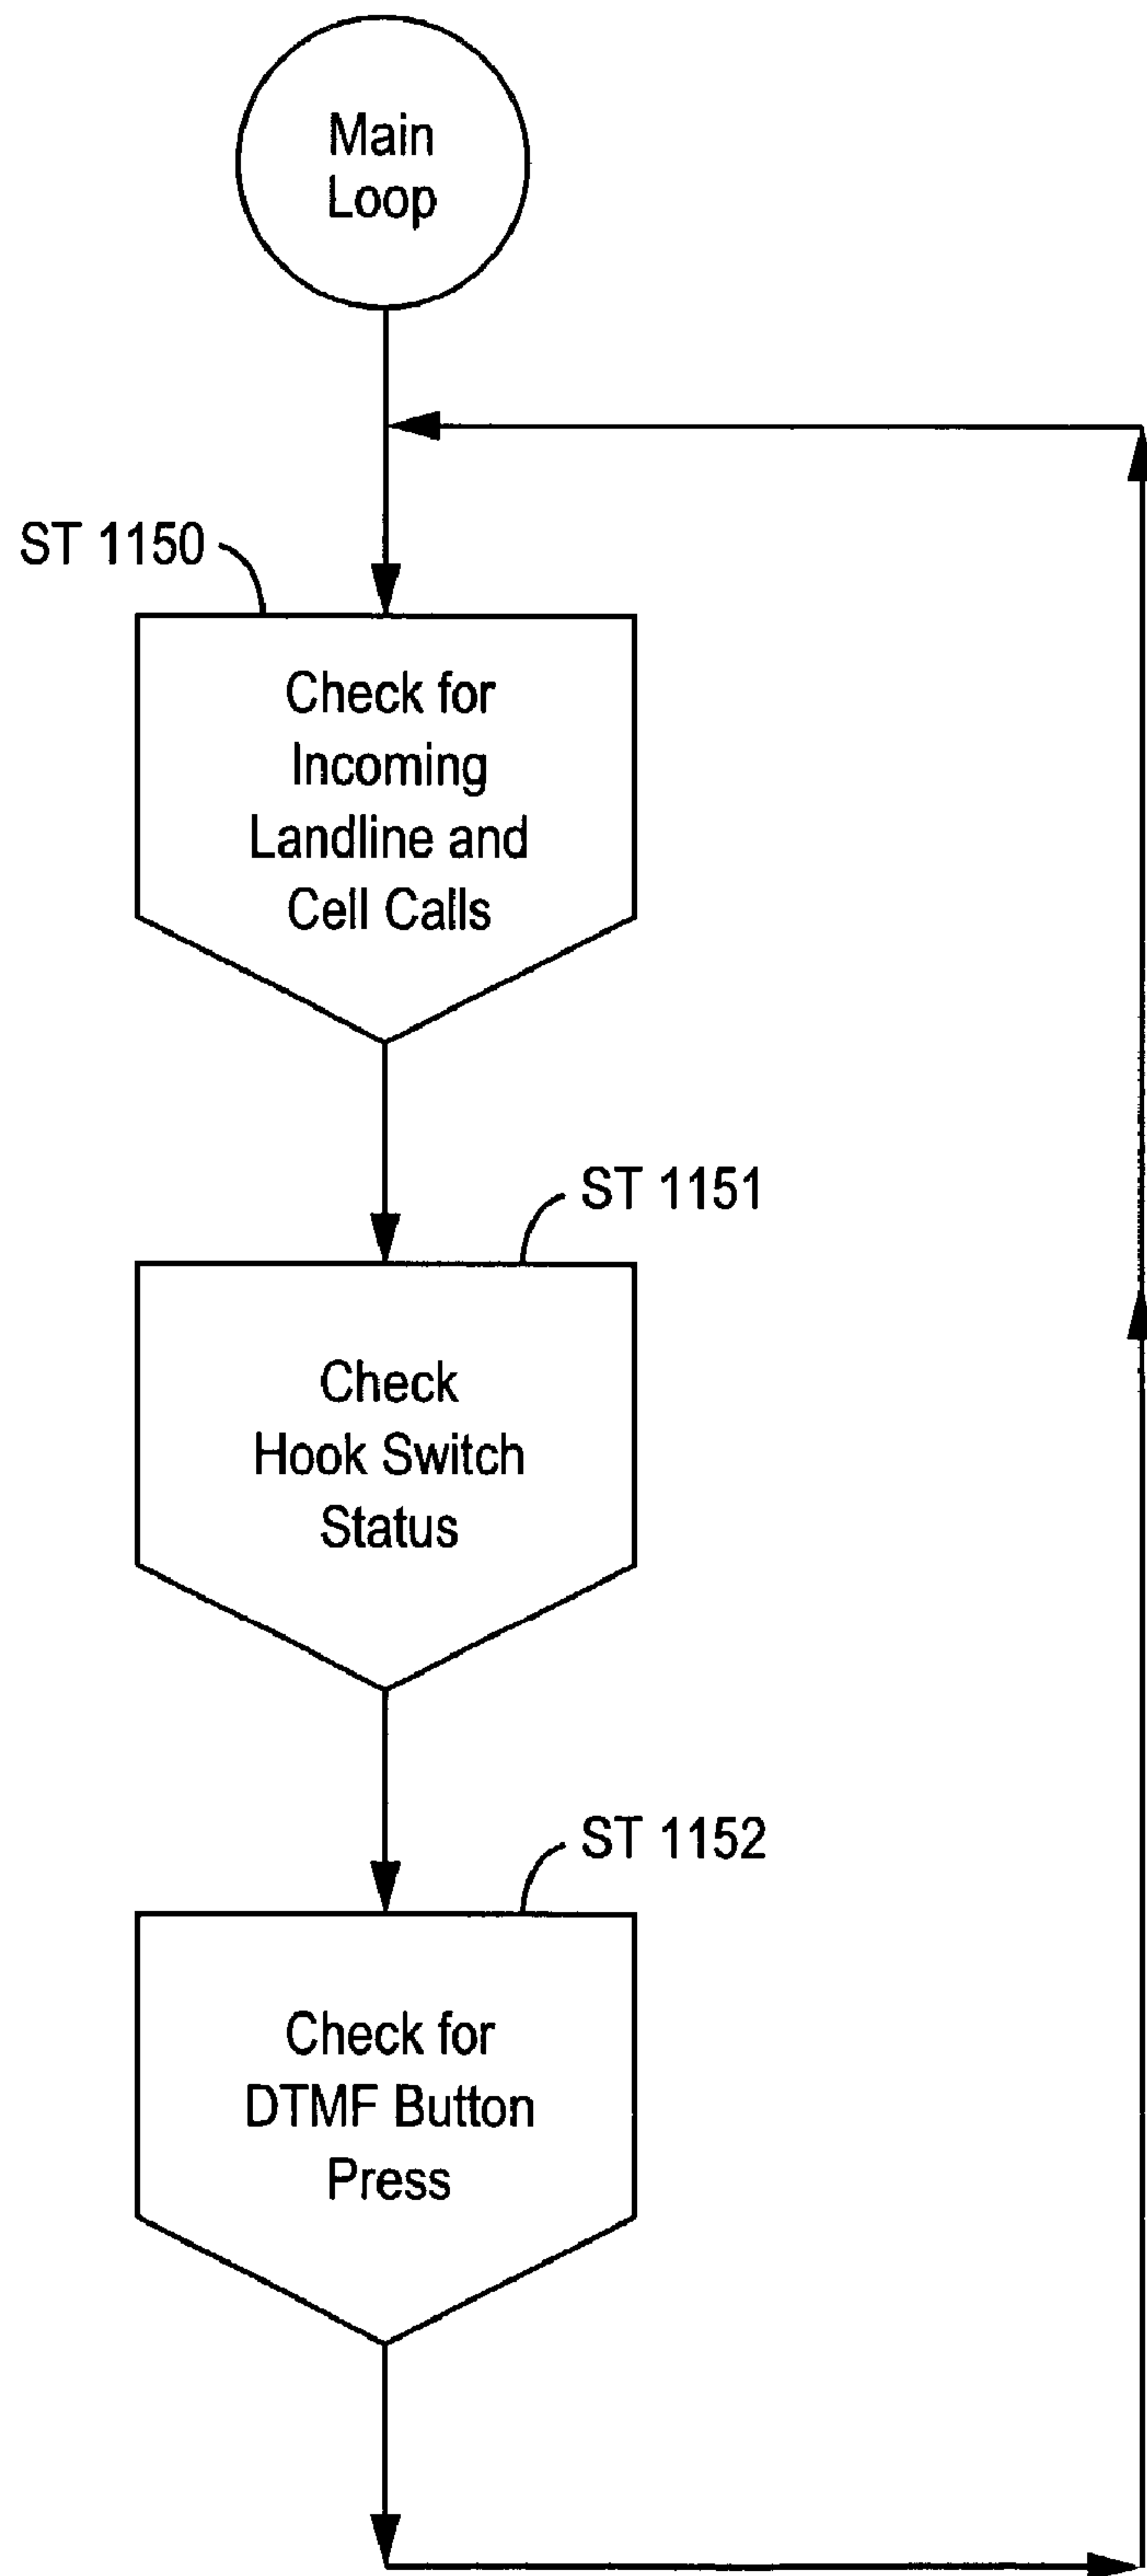 Main
Loop
ST 1150
Check for
Incoming
Landline and
Cell Calls
ST 1151
Check
Hook Switch
Status
ST 1152
Check for
DTMF Button
Press